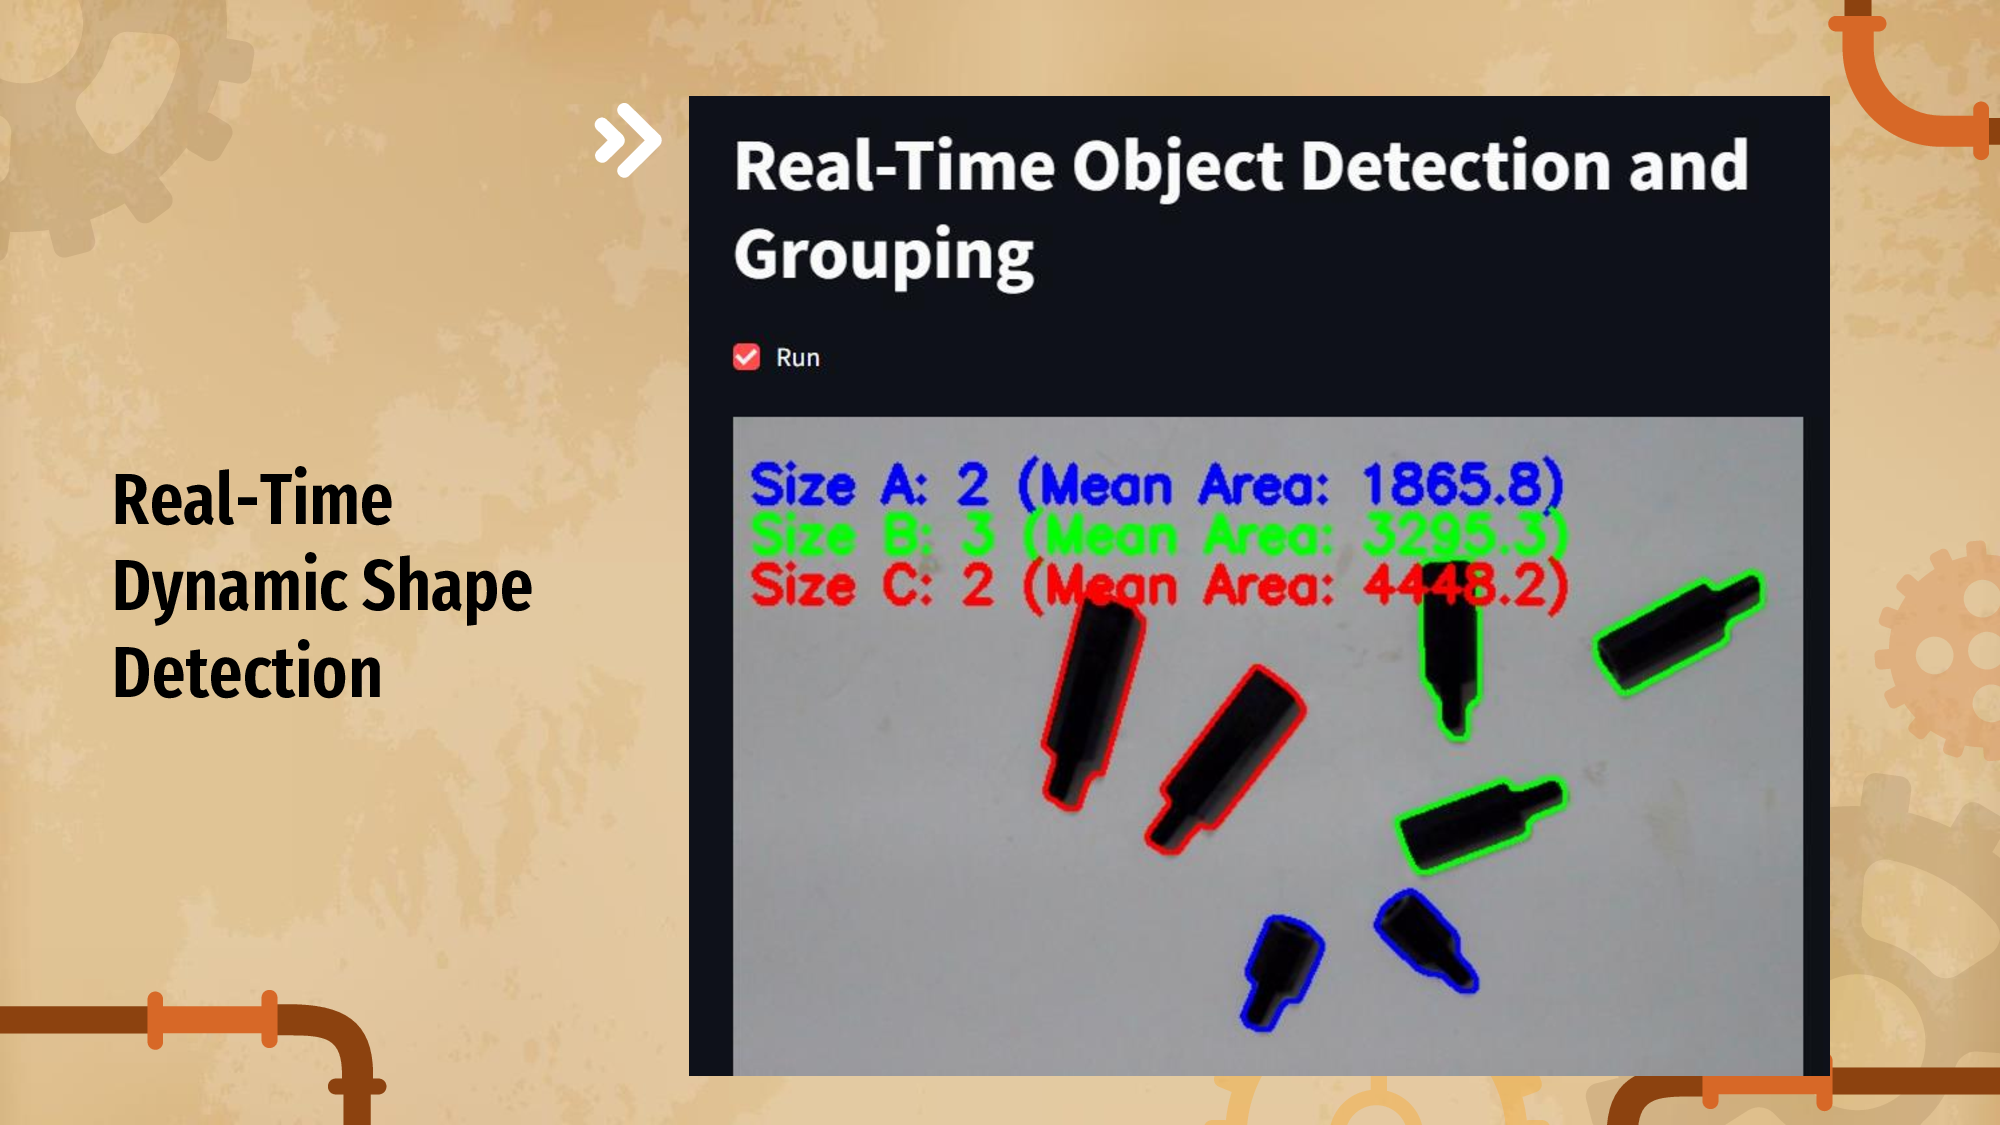 Real-Time
Dynamic Shape
Detection
Real-Time Object Detection and
Grouping
Run
Size A: 2 (Mean Area: 1865.8)
Size B: 3 (Mean Area: 3295.3)
Size C: 2 (Mean Area: 4448.2)